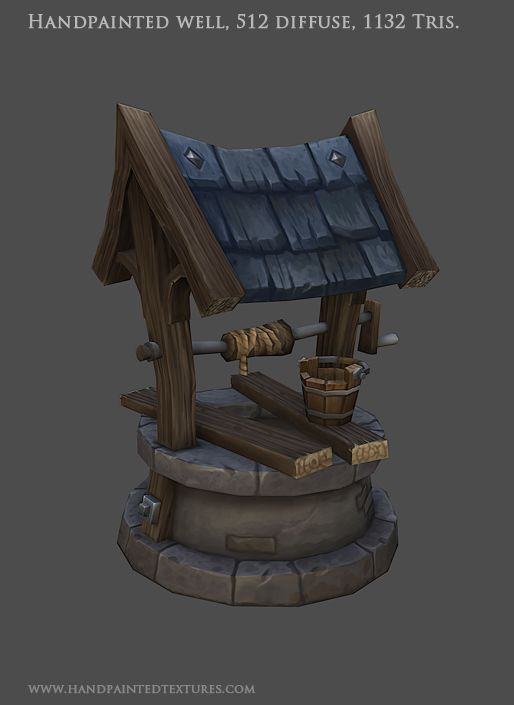 Handpainted well, 512 diffuse, 1132 Tris.
www.handpaintedtextures.com